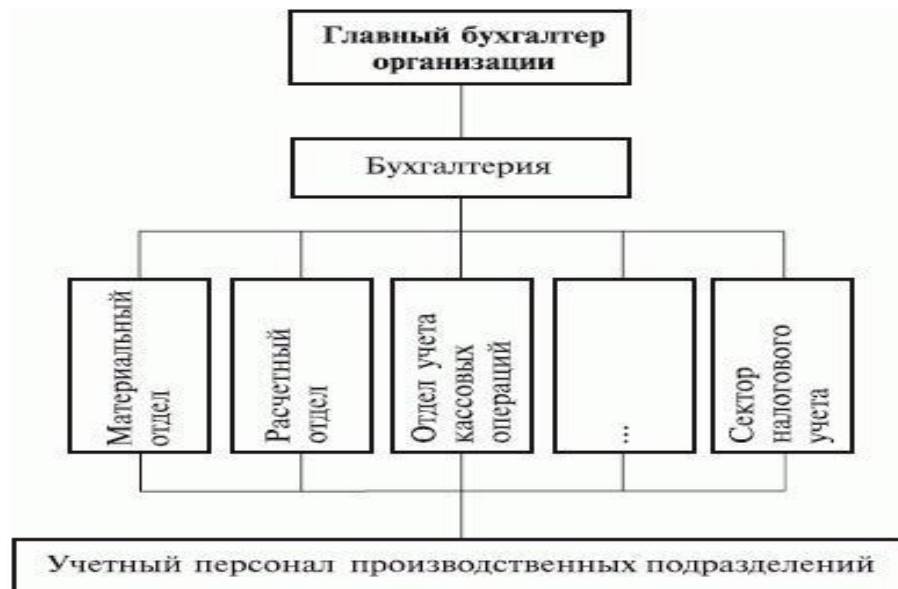 Главный бухгалтер
организации
Бухгалтерия
Материальный
отдел
Расчетный
отдел
Отдел учета
кассовых
операций
...
Сектор
налогового
учета
Учетный персонал производственных подразделений